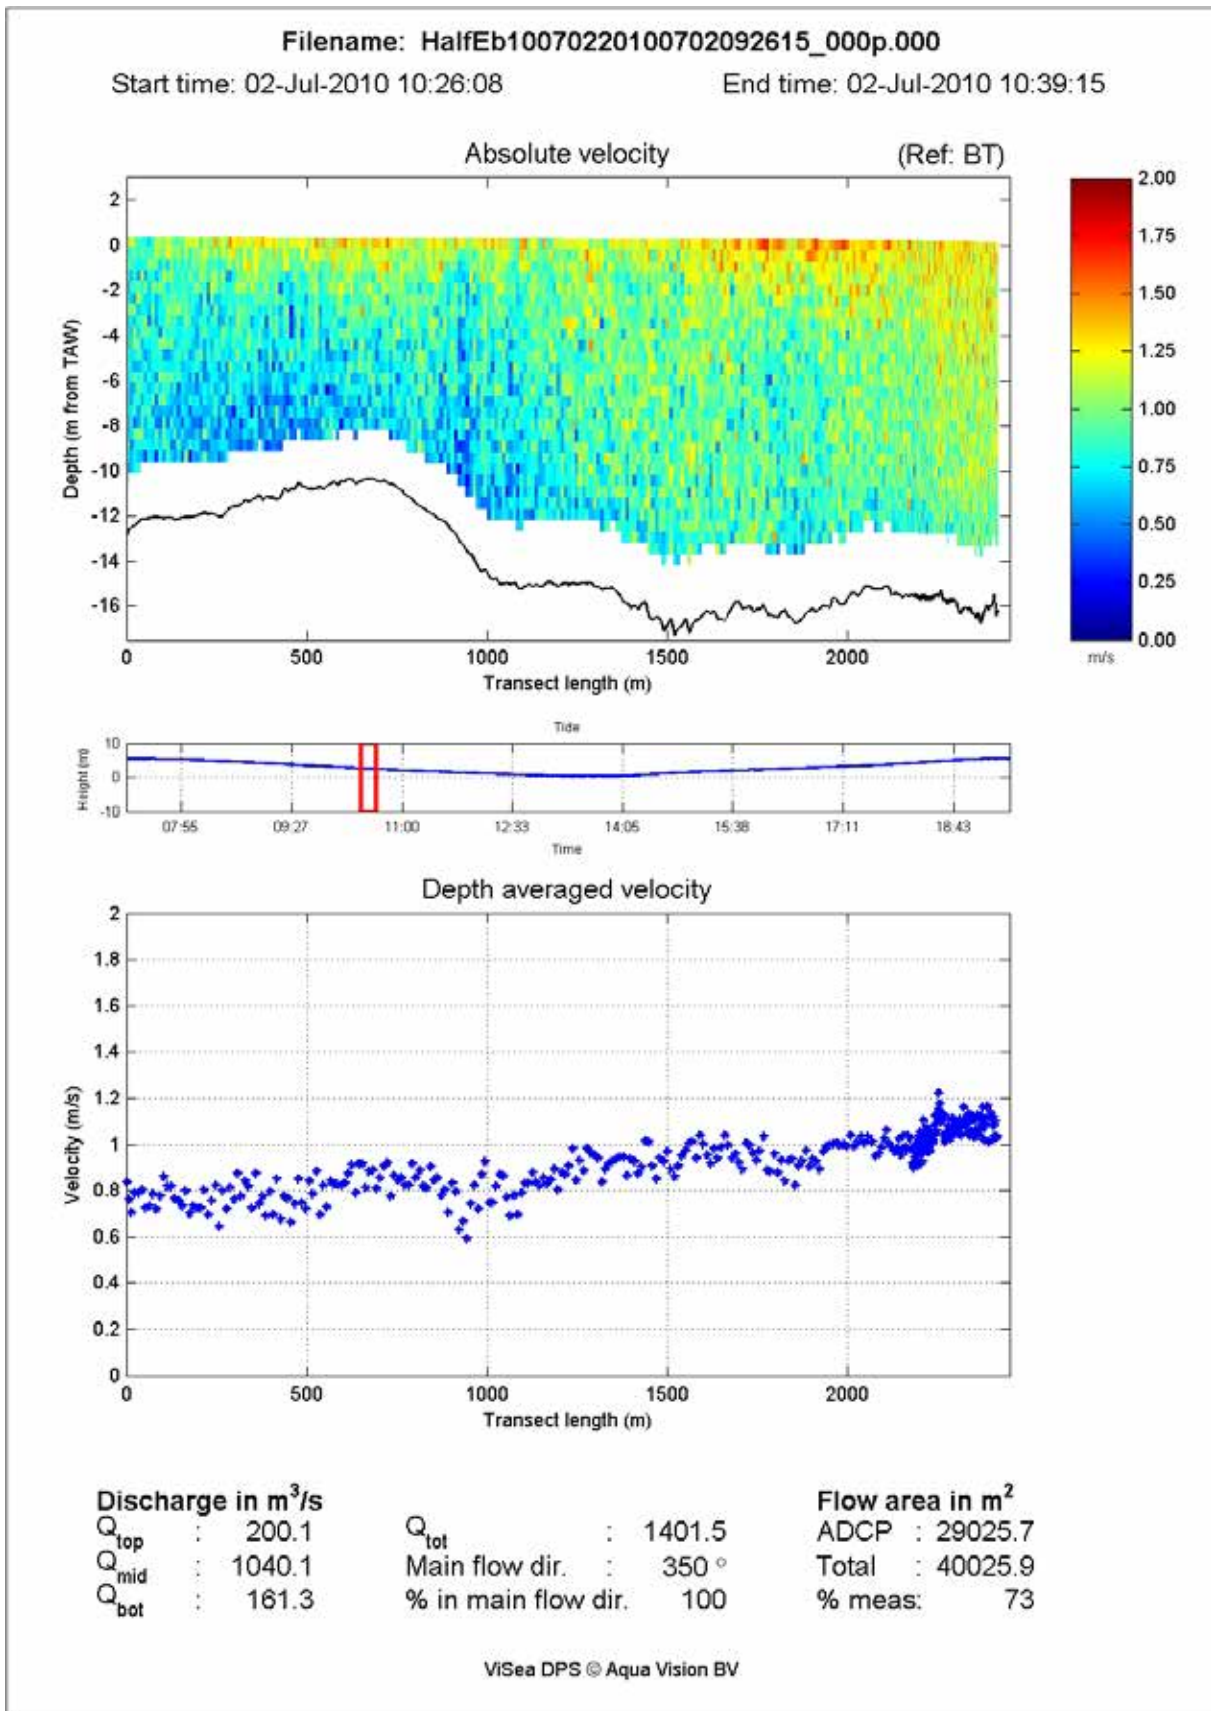 Filename: HalfEb10070220100702092615_000p.000
Start time: 02-Jul-2010 10:26:08 End time: 02-Jul-2010 10:39:15
Absolute velocity (Ref: BT)
2
0
-2
-4
-6
-8
-10
-12
-14
-16
Depth (m from TAW)
0 500 1000 1500 2000
Transect length (m)
2.00
1.75
1.50
1.25
1.00
0.75
0.50
0.25
0.00
m/s
Tide
10
0
-10
Height (m)
07:55 09:27 11:00 12:33 14:05 15:38 17:11 18:43
Time
Depth averaged velocity
2
1.8
1.6
1.4
1.2
1
0.8
0.6
0.4
0.2
0
Velocity (m/s)
0 500 1000 1500 2000
Transect length (m)
Discharge in m³/s Flow area in m²
Qtop : 200.1 Qtot : 1401.5 ADCP : 29025.7
Qmid : 1040.1 Main flow dir. : 350 ° Total : 40025.9
Qbot : 161.3 % in main flow dir. 100 % meas: 73
ViSea DPS © Aqua Vision BV